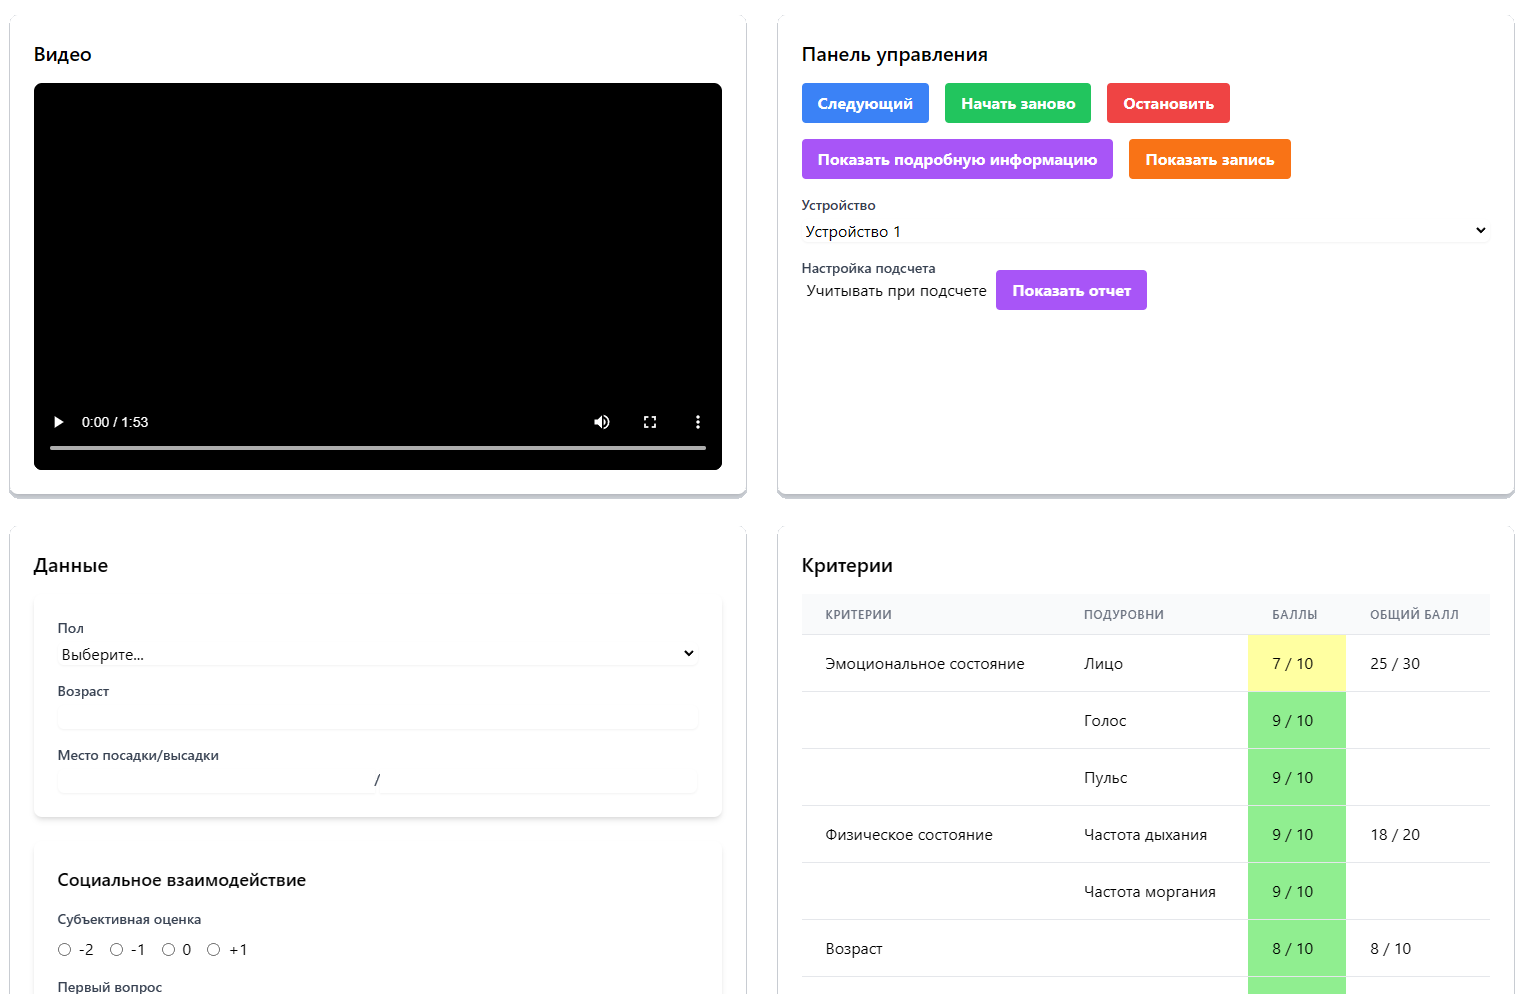 Видео
0:00 / 1:53
Панель управления
Следующий Начать заново Остановить
Показать подробную информацию Показать запись
Устройство
Устройство 1
Настройка подсчета
Учитывать при подсчете Показать отчет
Данные
Пол
Выберите...
Возраст
Место посадки/высадки
/
Социальное взаимодействие
Субъективная оценка
-2 -1 0 +1
Первый вопрос
Критерии
КРИТЕРИИ ПОДУРОВНИ БАЛЛЫ ОБЩИЙ БАЛЛ
Эмоциональное состояние Лицо 7 / 10 25 / 30
Голос 9 / 10
Пульс 9 / 10
Физическое состояние Частота дыхания 9 / 10 18 / 20
Частота моргания 9 / 10
Возраст 8 / 10 8 / 10